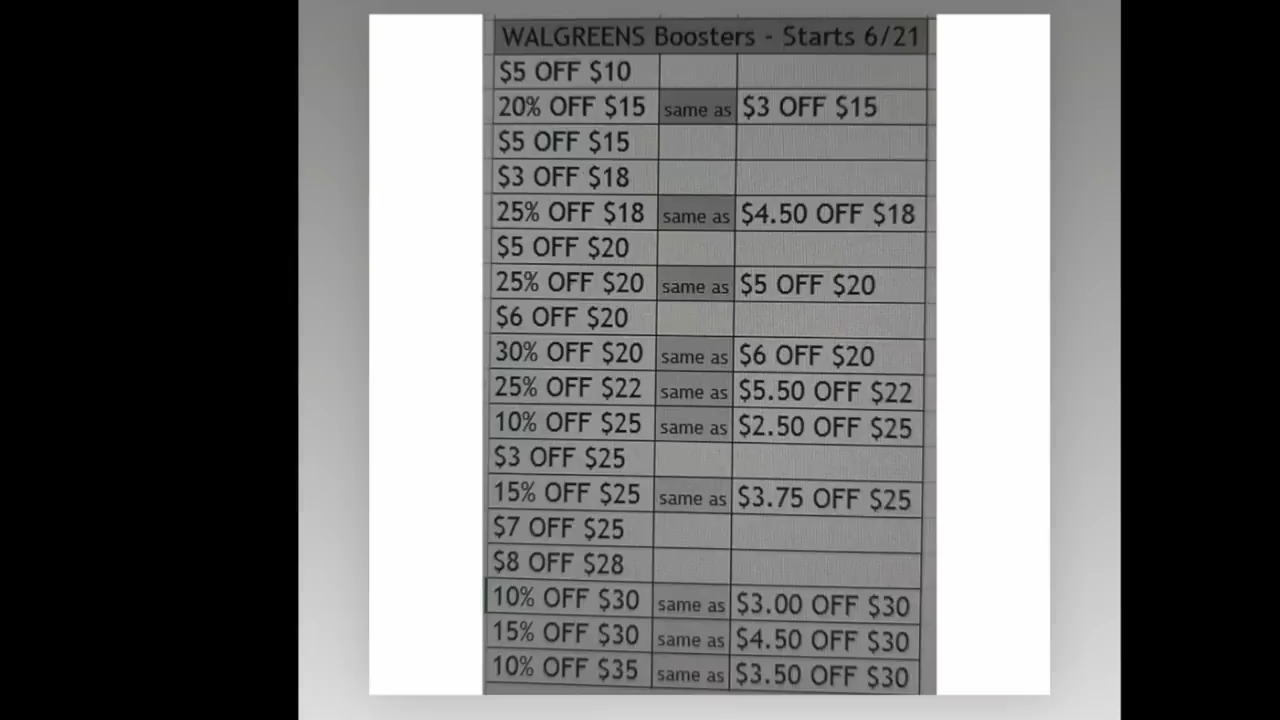 WALGREENS Boosters - Starts 6/21
$5 OFF $10
20% OFF $15 same as $3 OFF $15
$5 OFF $15
$3 OFF $18
25% OFF $18 same as $4.50 OFF $18
$5 OFF $20
25% OFF $20 same as $5 OFF $20
$6 OFF $20
30% OFF $20 same as $6 OFF $20
25% OFF $22 same as $5.50 OFF $22
10% OFF $25 same as $2.50 OFF $25
$3 OFF $25
15% OFF $25 same as $3.75 OFF $25
$7 OFF $25
$8 OFF $28
10% OFF $30 same as $3.00 OFF $30
15% OFF $30 same as $4.50 OFF $30
10% OFF $35 same as $3.50 OFF $30